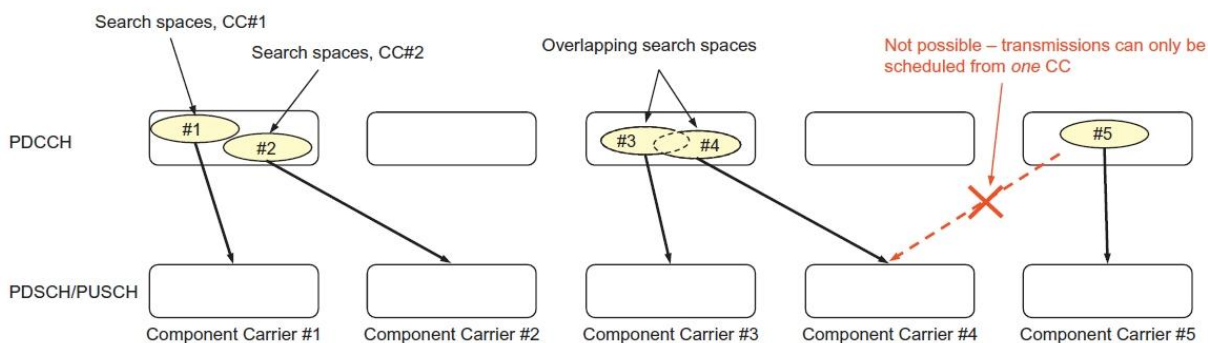 Search spaces, CC#1
Search spaces, CC#2
Overlapping search spaces
Not possible – transmissions can only be
scheduled from one CC
PDCCH
#1
#2
#3
#4
#5
PDSCH/PUSCH
Component Carrier #1
Component Carrier #2
Component Carrier #3
Component Carrier #4
Component Carrier #5